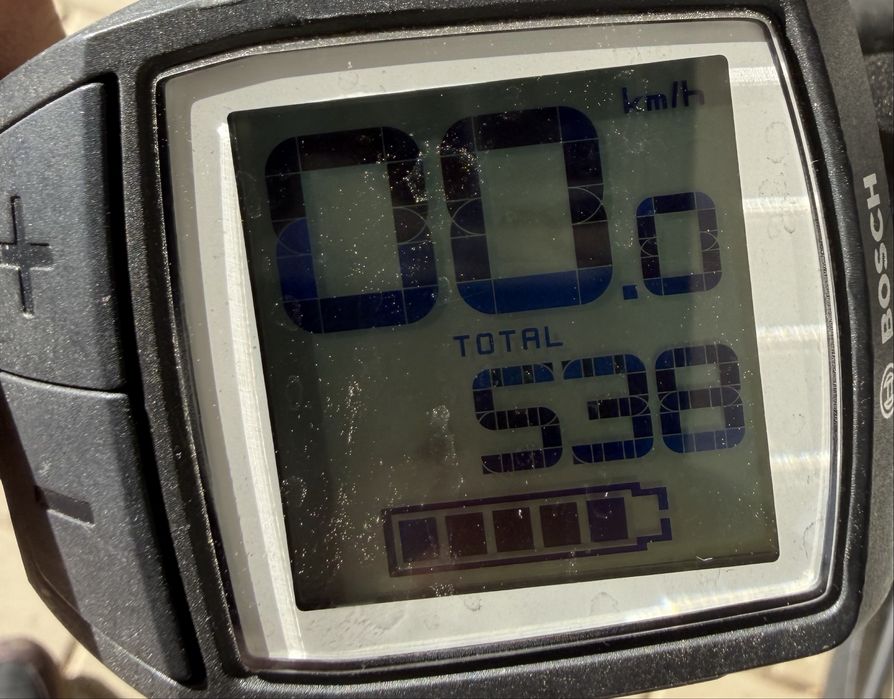 km/h
00.0
TOTAL
538
+
-
BOSCH